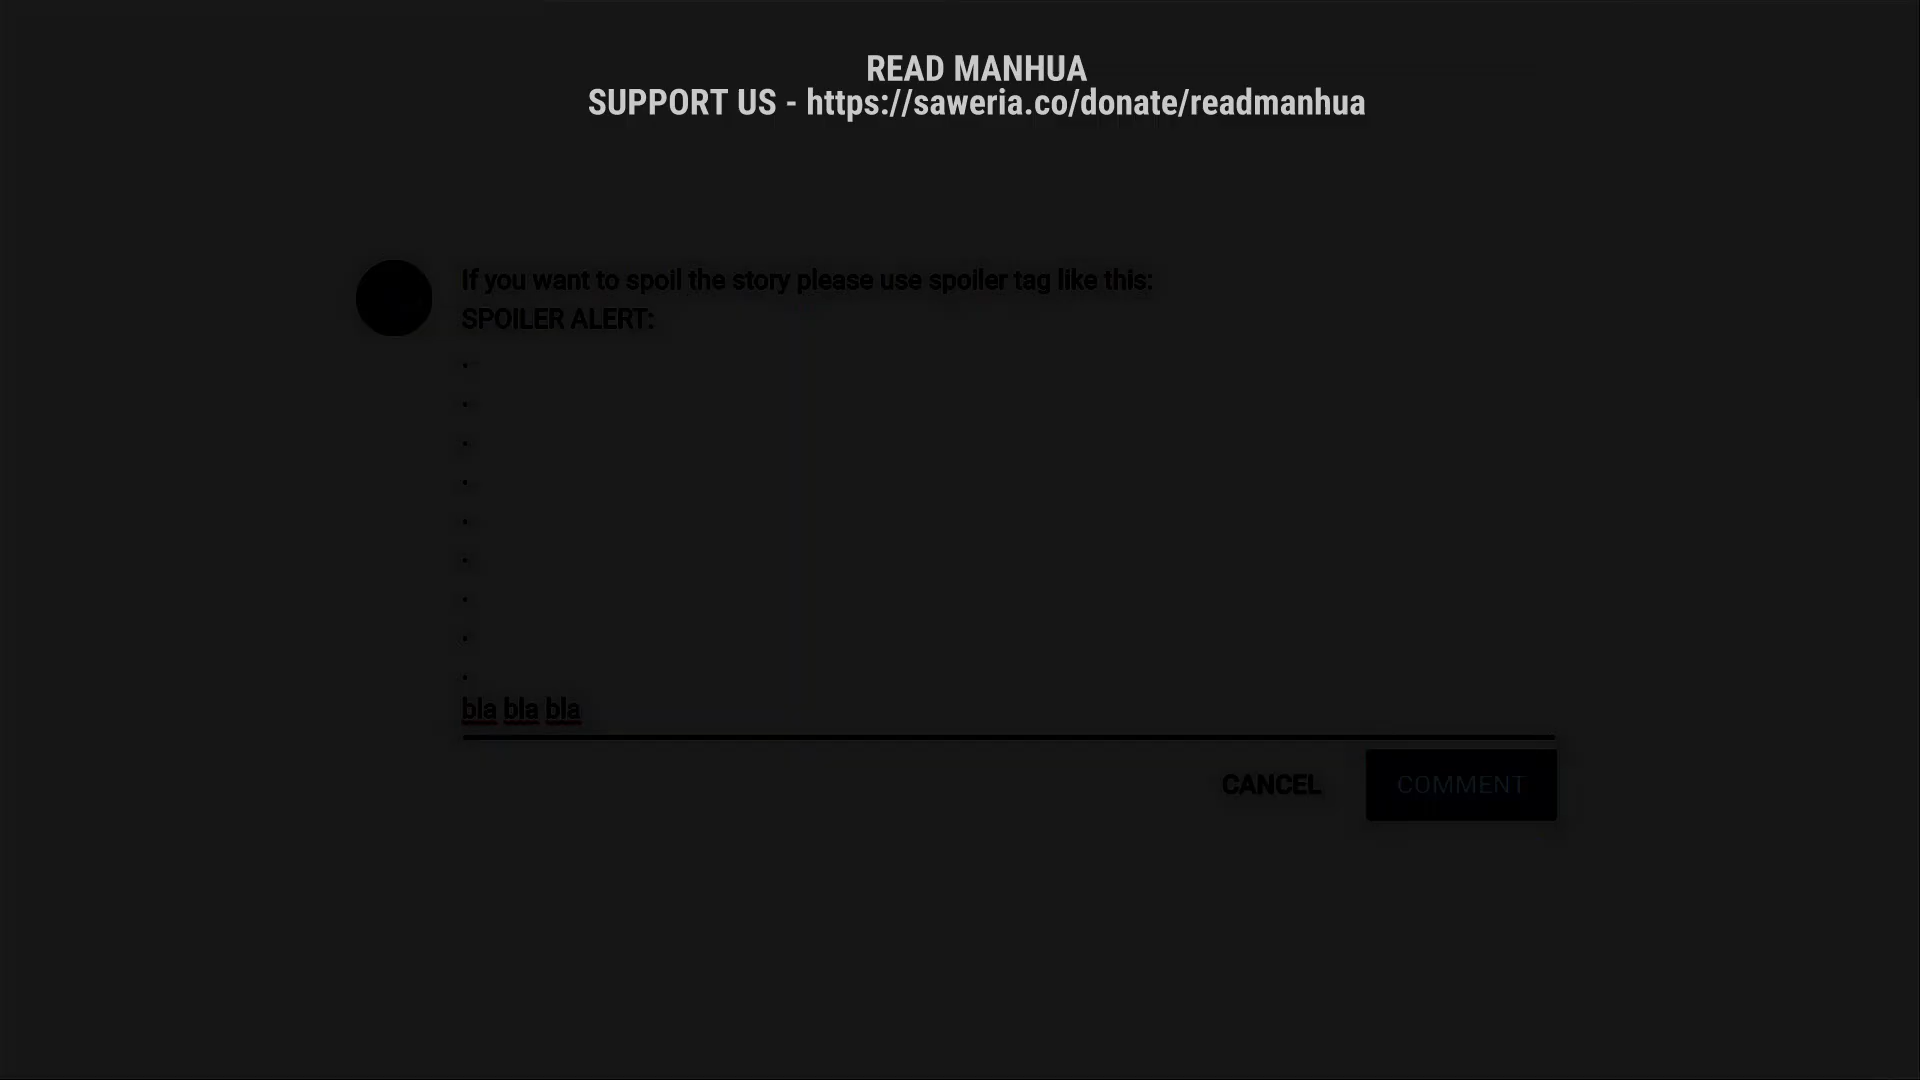 READ MANHUA
SUPPORT US - https://saweria.co/donate/readmanhua
If you want to spoil the story please use spoiler tag like this:
SPOILER ALERT:
.
.
.
.
.
.
.
.
.
bla bla bla
CANCEL
COMMENT